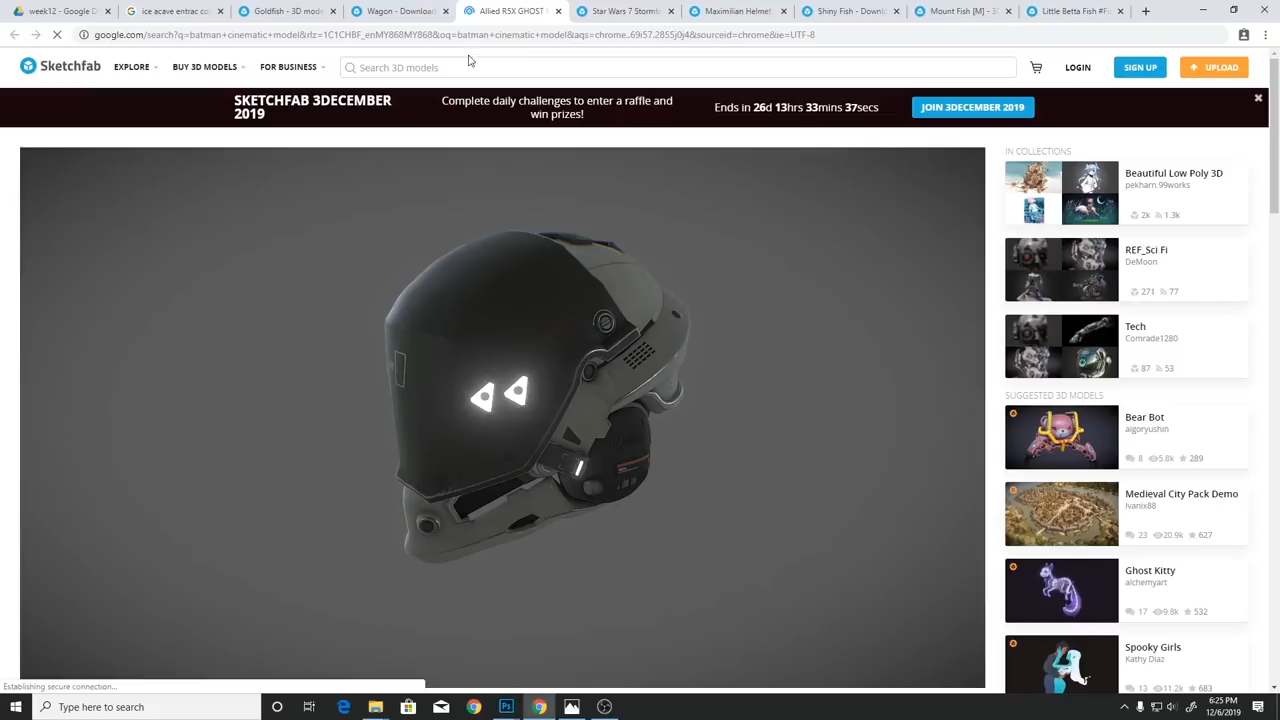 week12 - Google D
ice acave entrac co
Goldfish - 3D mode
Wagon - Download
Allied R5X GHOST
Star Wars 7 Stormt
Maximilian Helmet
Shiny Fish - Downl
Mount Fish [M] - 3D
Little Betta Fish #Fi
google.com/search?q=batman+cinematic+model&rlz=1C1CHBF_enMY868MY868&oq=batman+cinematic+model&aqs=chrome..69i57.2855j0j4&sourceid=chrome&ie=UTF-8
Sketchfab
EXPLORE
BUY 3D MODELS
FOR BUSINESS
Search 3D models
LOGIN
SIGN UP
UPLOAD
SKETCHFAB 3DECEMBER
2019
Complete daily challenges to enter a raffle and
win prizes!
Ends in 26d 13hrs 33mins 37secs
JOIN 3DECEMBER 2019
IN COLLECTIONS
Beautiful Low Poly 3D
pekharn.99works
2k 1.3k
REF_Sci Fi
DeMoon
271 77
Tech
Comrade1280
87 53
SUGGESTED 3D MODELS
Bear Bot
aigoryushin
8 5.8k 289
Medieval City Pack Demo
Ivanix88
23 20.9k 627
Ghost Kitty
alchemyart
17 9.8k 532
Spooky Girls
Kathy Diaz
13 11.2k 683
Establishing secure connection...
Type here to search
6:25 PM
12/6/2019